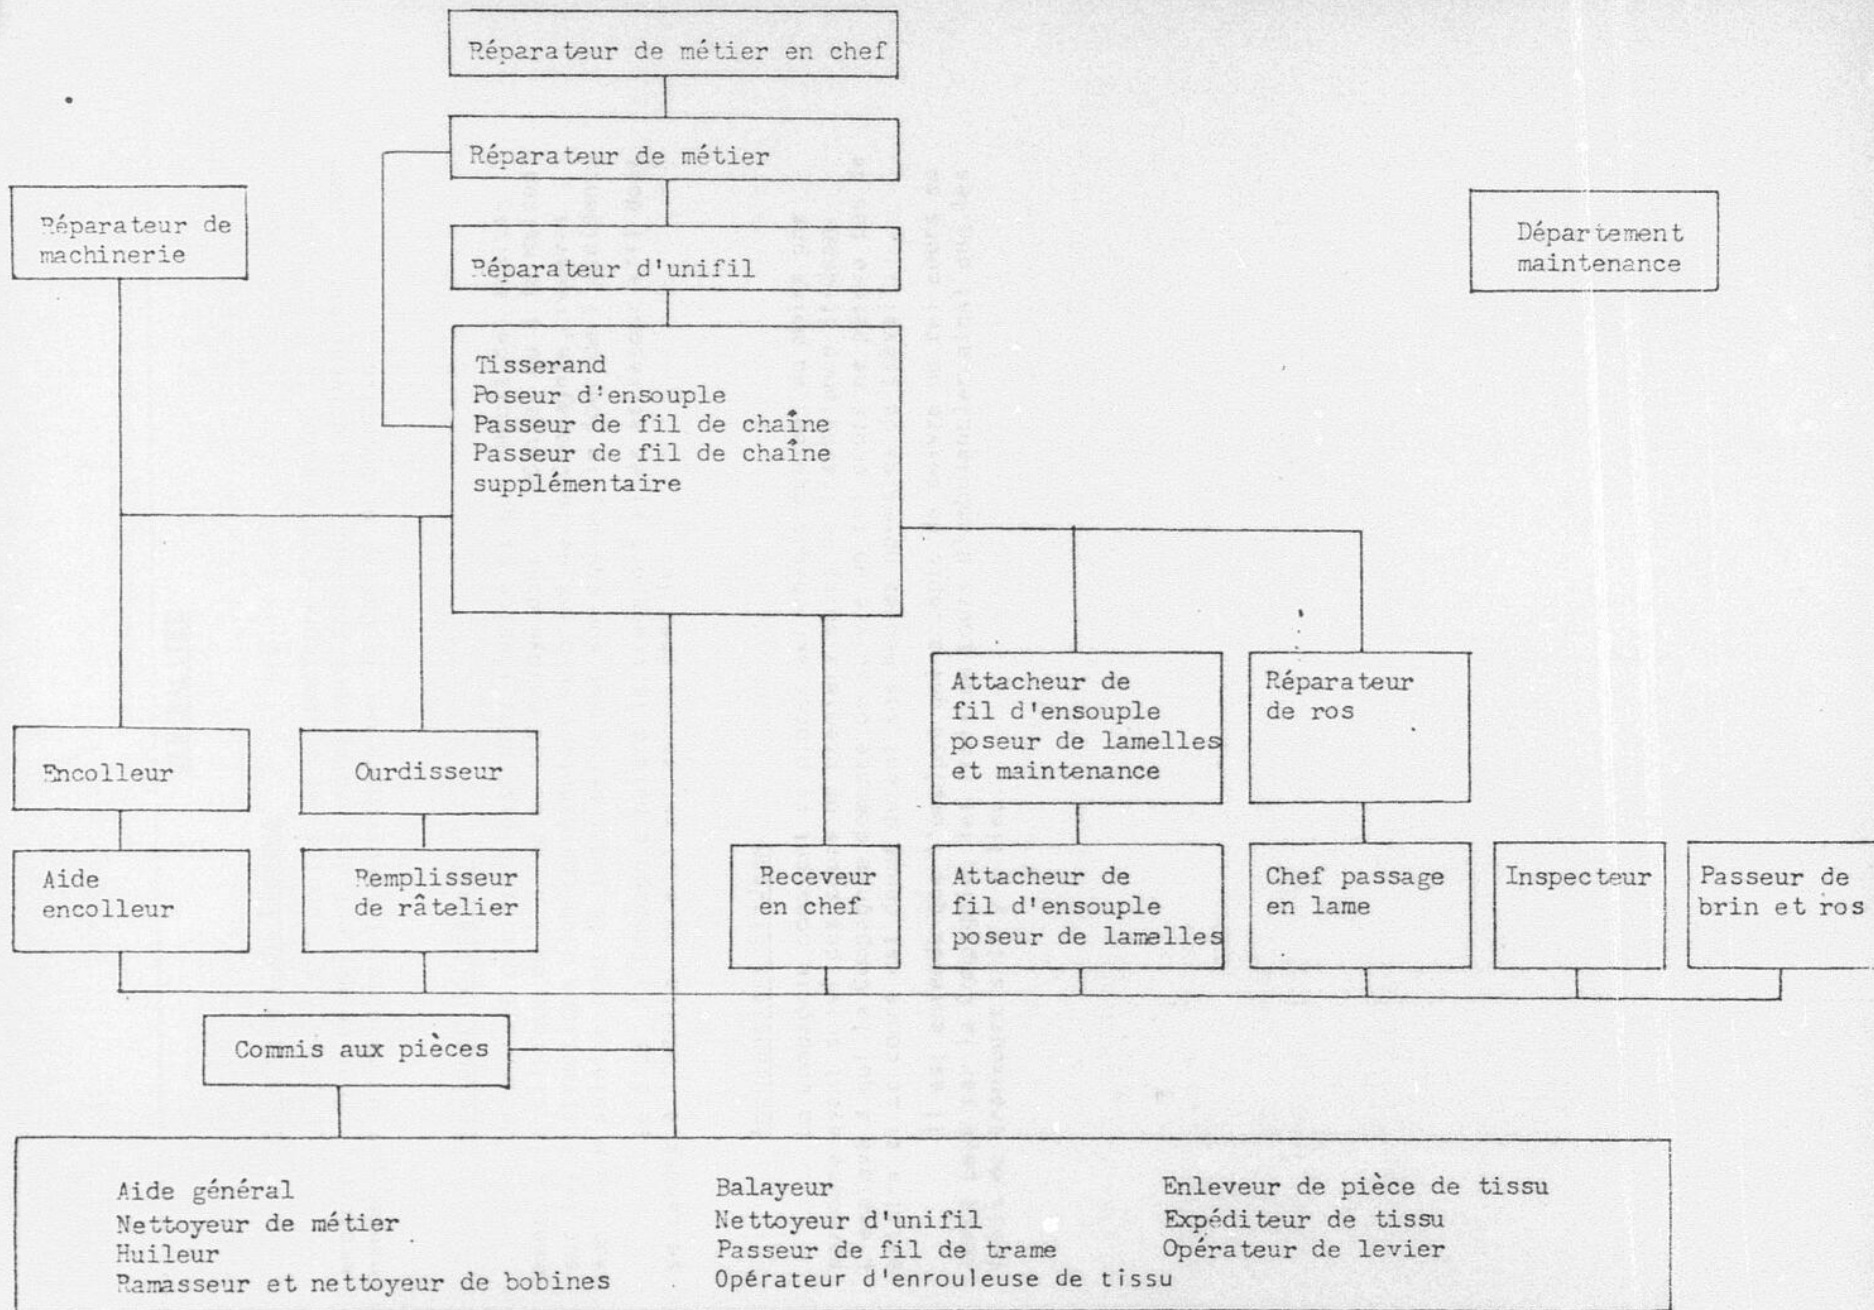 Réparateur de métier en chef
Réparateur de métier
Réparateur de
machinerie
Département
maintenance
Réparateur d'unifil
Tisserand
Poseur d'ensouple
Passeur de fil de chaîne
Passeur de fil de chaîne
supplémentaire
Attacheur de
fil d'ensouple
poseur de lamelles
et maintenance
Réparateur
de ros
Encolleur
Ourdisseur
Aide
encolleur
Remplisseur
de râtelier
Receveur
en chef
Attacheur de
fil d'ensouple
poseur de lamelles
Chef passage
en lame
Inspecteur
Passeur de
brin et ros
Commis aux pièces
Aide général
Nettoyeur de métier
Huileur
Ramasseur et nettoyeur de bobines
Balayeur
Nettoyeur d'unifil
Passeur de fil de trame
Opérateur d'enrouleuse de tissu
Enleveur de pièce de tissu
Expéditeur de tissu
Opérateur de levier